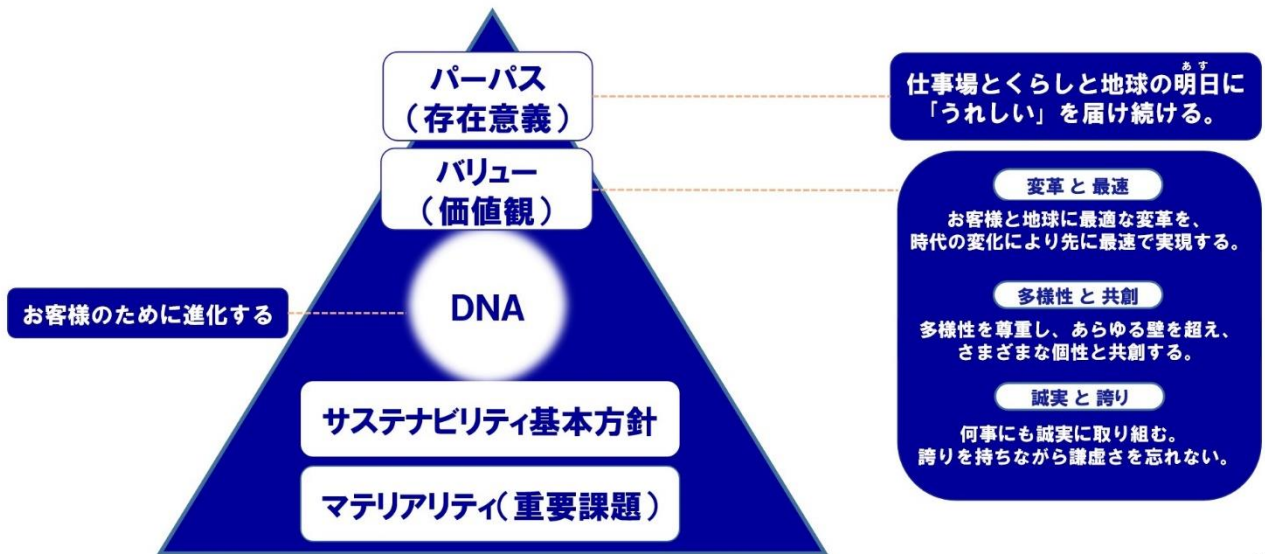 パーパス
（存在意義）
仕事場とくらしと地球の明日に
あす
「うれしい」を届け続ける。
バリュー
（価値観）
変革 と 最速
お客様と地球に最適な変革を、
時代の変化により先に最速で実現する。
多様性 と 共創
多様性を尊重し、あらゆる壁を超え、
さまざまな個性と共創する。
誠実 と 誇り
何事にも誠実に取り組む。
誇りを持ちながら謙虚さを忘れない。
お客様のために進化する
DNA
サステナビリティ基本方針
マテリアリティ（重要課題）